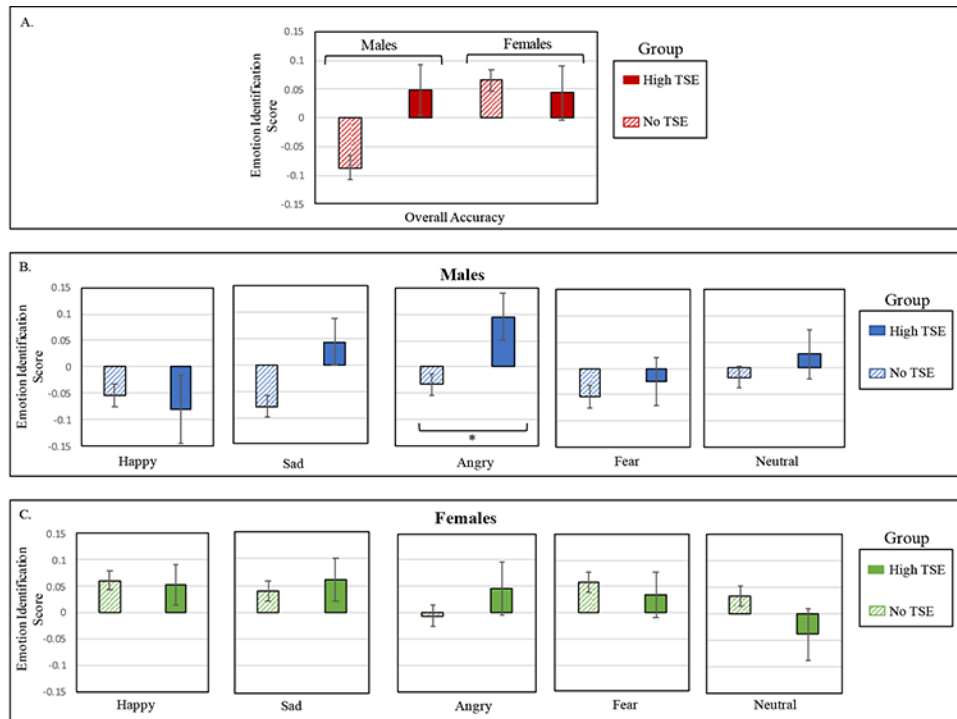 A.
0.15
0.1
0.05
0
-0.05
-0.1
-0.15
Emotion Identification
Score
Males
Females
Overall Accuracy
Group
High TSE
No TSE
B.
Males
0.15
0.1
0.05
0
-0.05
-0.1
-0.15
Emotion Identification
Score
*
Happy
Sad
Angry
Fear
Neutral
Group
High TSE
No TSE
C.
Females
0.15
0.1
0.05
0
-0.05
-0.1
-0.15
Emotion Identification
Score
Happy
Sad
Angry
Fear
Neutral
Group
High TSE
No TSE